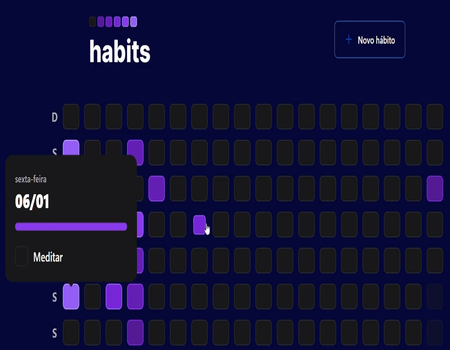 habits
+ Novo hábito
D
S
sexta-feira
06/01
Meditar
S
S